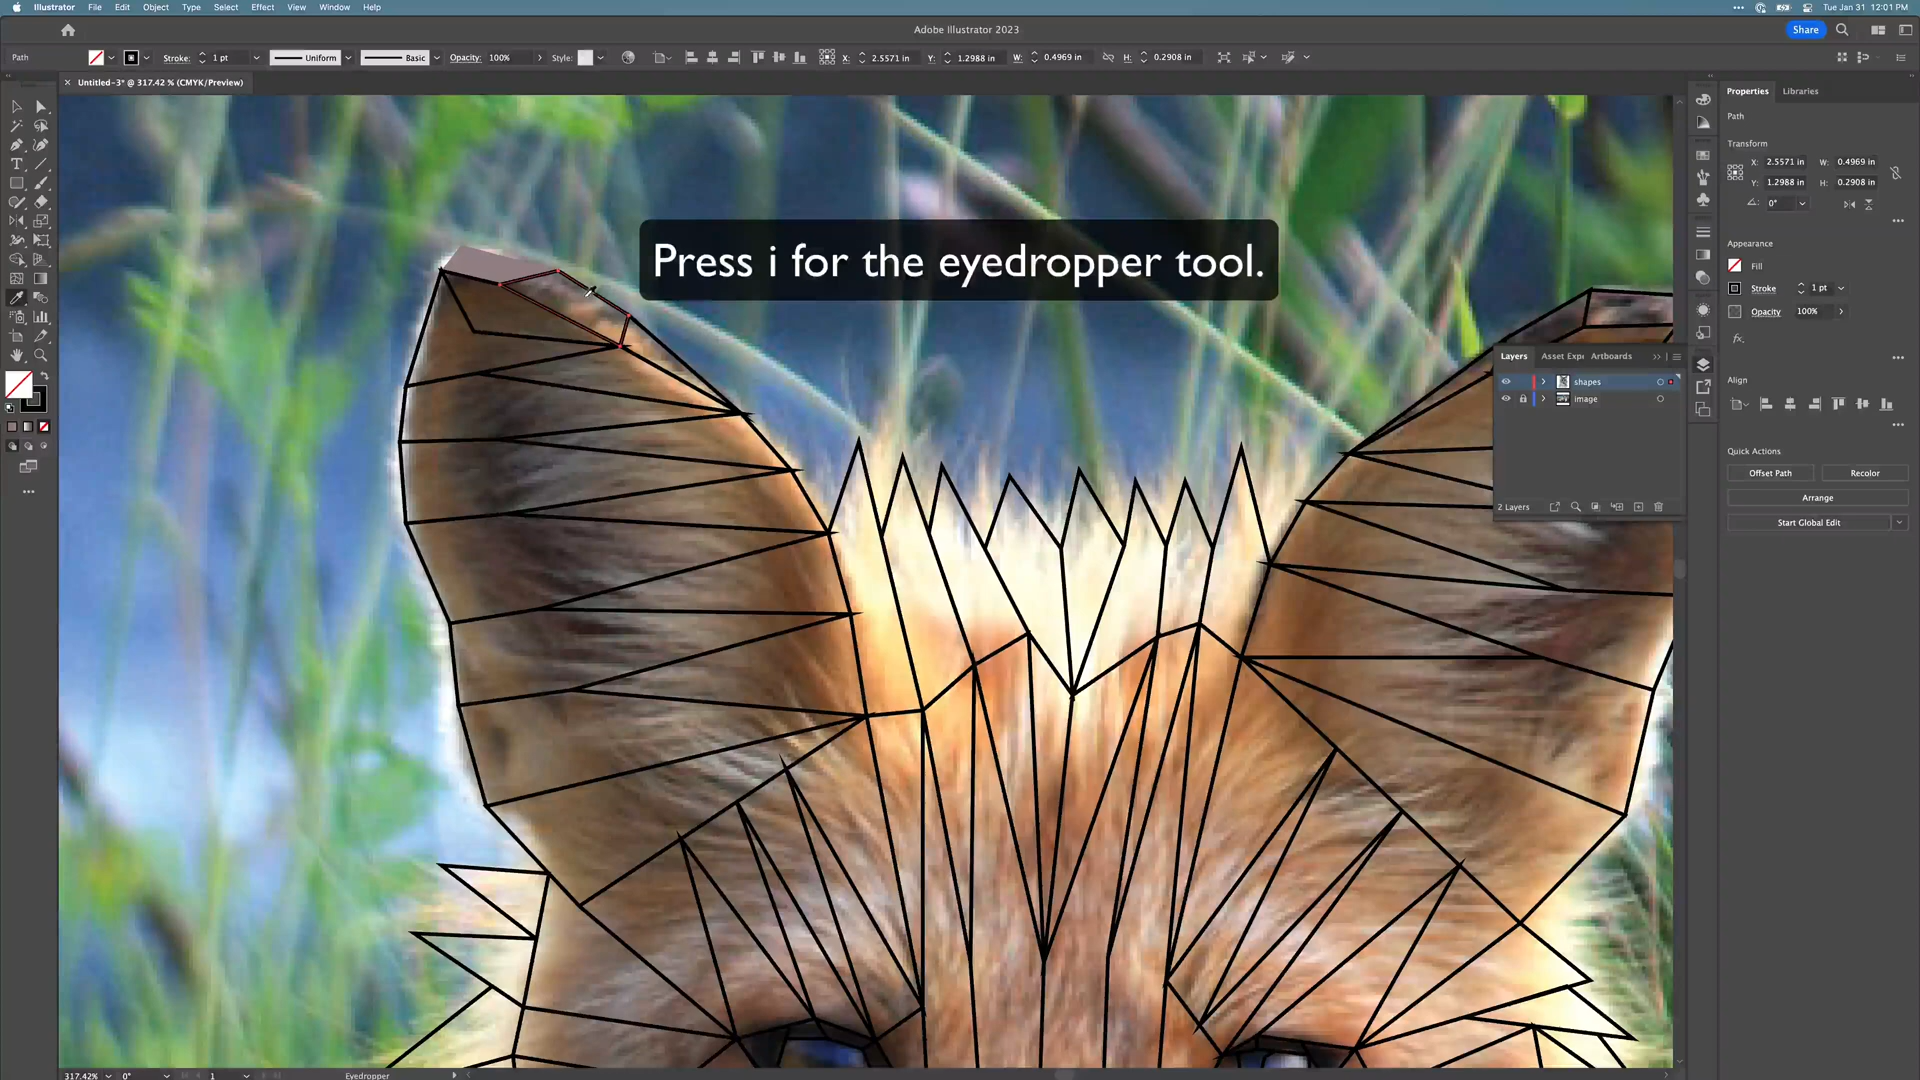 Illustrator File Edit Object Type Select Effect View Window Help
Tue Jan 31 12:01 PM
Adobe Illustrator 2023
Share
Path
Stroke: 1 pt
Uniform
Basic
Opacity: 100%
Style:
X: 2.5571 in
Y: 1.2988 in
W: 0.4969 in
H: 0.2908 in
Untitled-3* @ 317.42 % (CMYK/Preview)
Press i for the eyedropper tool.
Layers Asset Exp Artboards
shapes
image
2 Layers
Properties Libraries
Path
Transform
X: 2.5571 in W: 0.4969 in
Y: 1.2988 in H: 0.2908 in
0°
Appearance
Fill
Stroke 1 pt
Opacity 100%
fx.
Align
Quick Actions
Offset Path Recolor
Arrange
Start Global Edit
317.42% 0° 1 Eyedropper